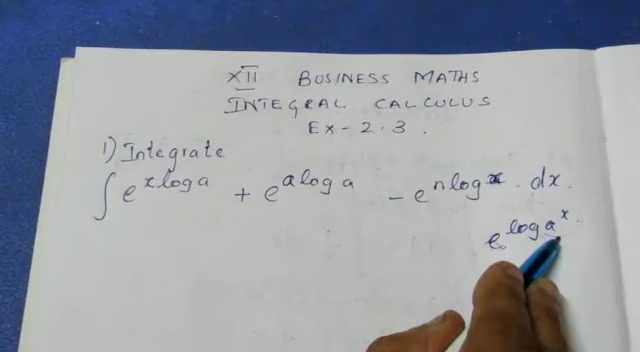 XII BUSINESS MATHS
INTEGRAL CALCULUS
EX-2.3.
1) Integrate
∫ e^{x log a} + e^{a log a} - e^{n log x} . dx.
e^{log a^x}.